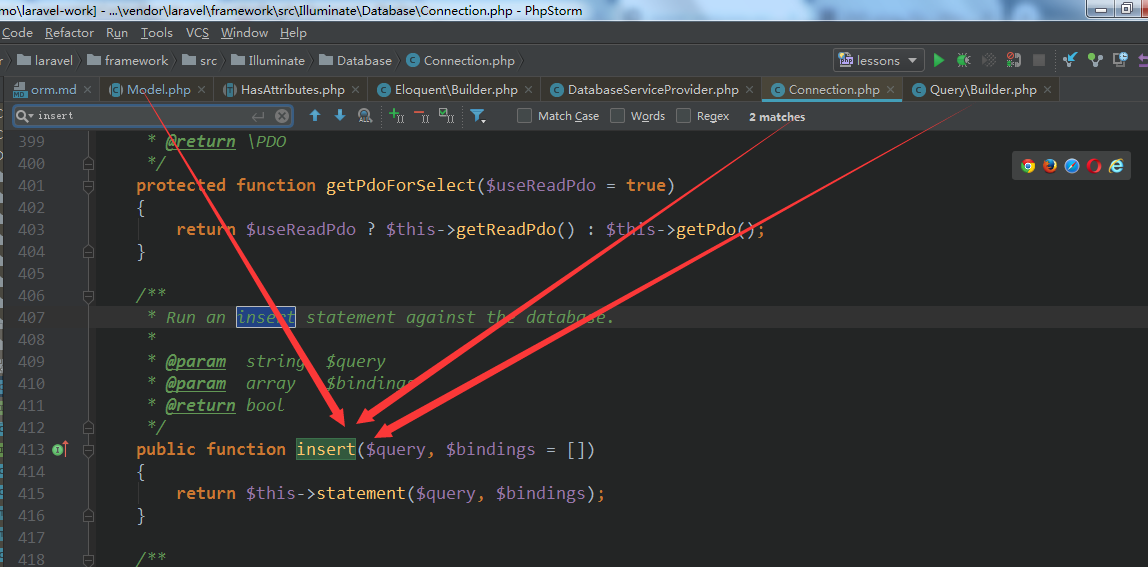 mo\laravel-work] - ...\vendor\laravel\framework\src\Illuminate\Database\Connection.php - PhpStorm
Code Refactor Run Tools VCS Window Help
laravel framework src Illuminate Database Connection.php lessons
orm.md Model.php HasAttributes.php Eloquent\Builder.php DatabaseServiceProvider.php Connection.php Query\Builder.php
insert Match Case Words Regex 2 matches
399 * @return \PDO
400 */
401 protected function getPdoForSelect($useReadPdo = true)
402 {
403 return $useReadPdo ? $this->getReadPdo() : $this->getPdo();
404 }
405
406 /**
407 * Run an insert statement against the database.
408 *
409 * @param string $query
410 * @param array $bindings
411 * @return bool
412 */
413 public function insert($query, $bindings = [])
414 {
415 return $this->statement($query, $bindings);
416 }
417
418 /**